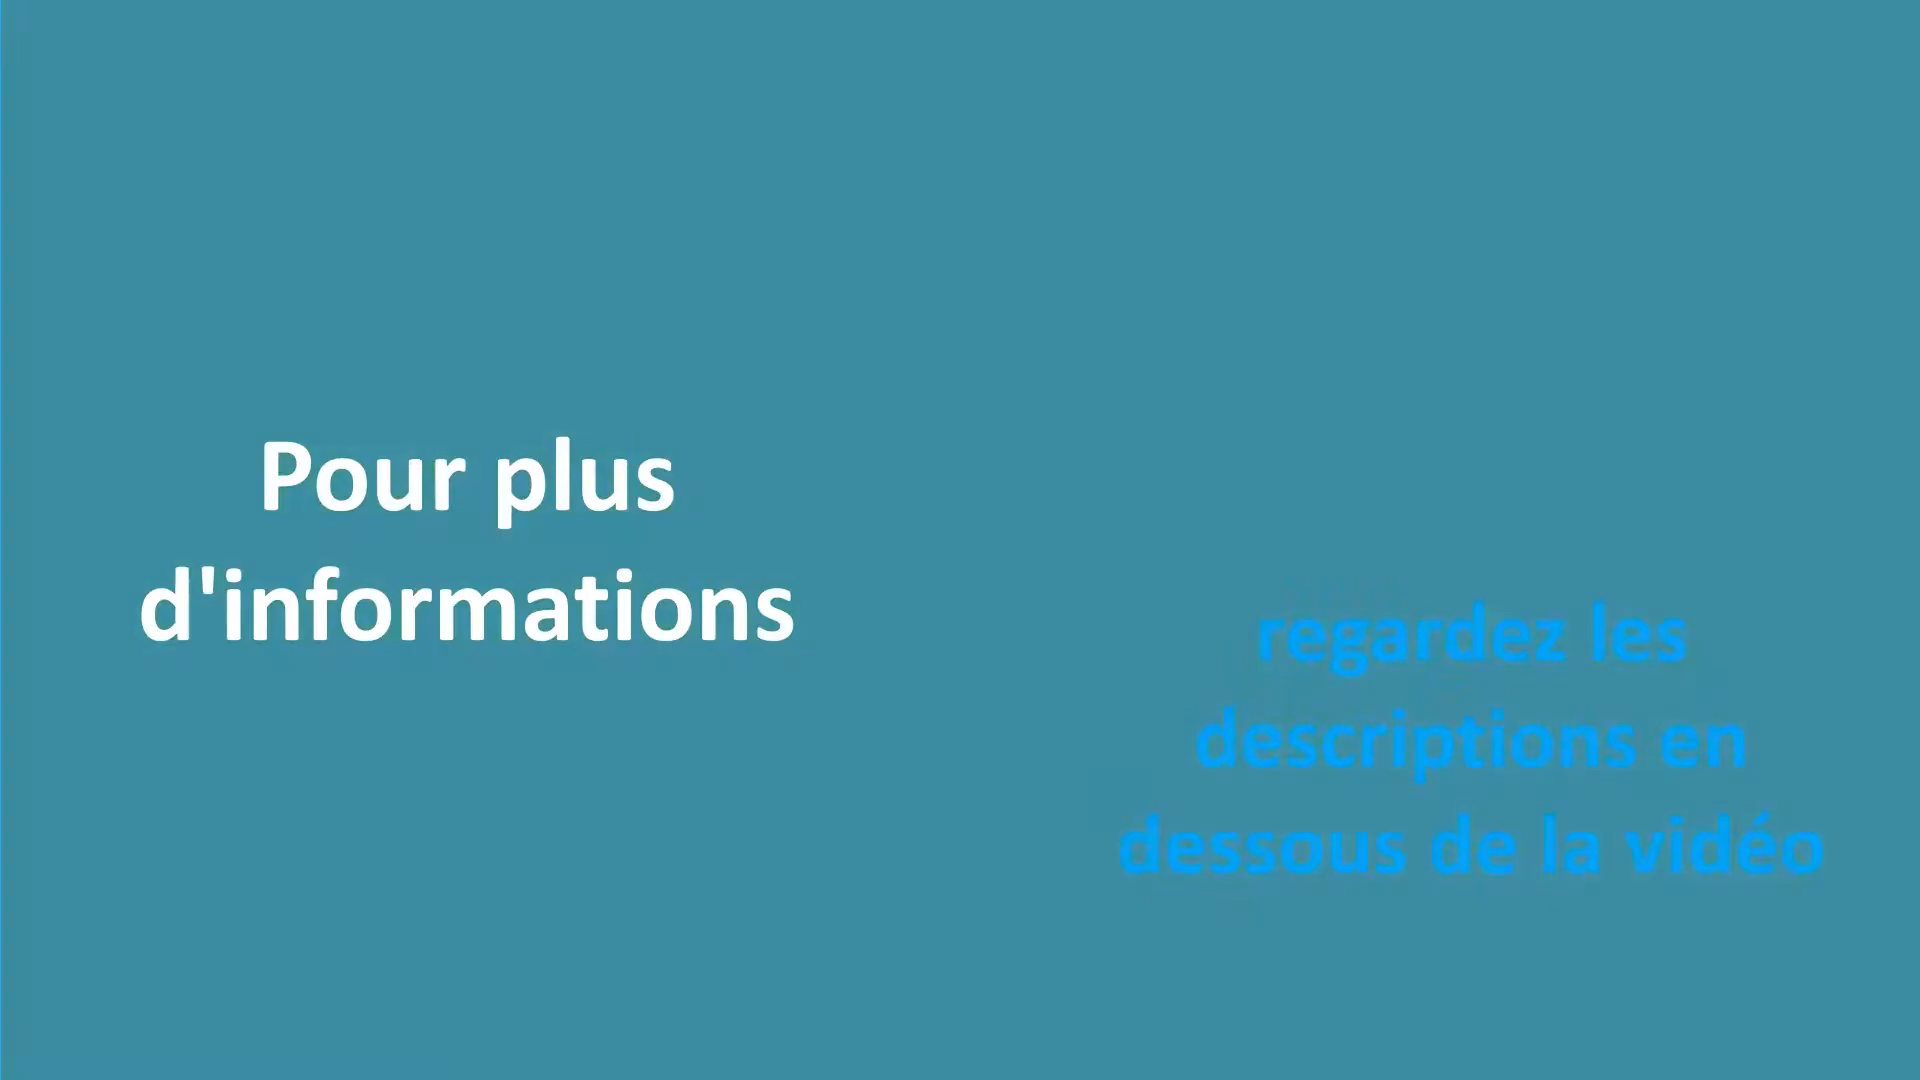 Pour plus
d'informations
regardez les
descriptions en
dessous de la vidéo